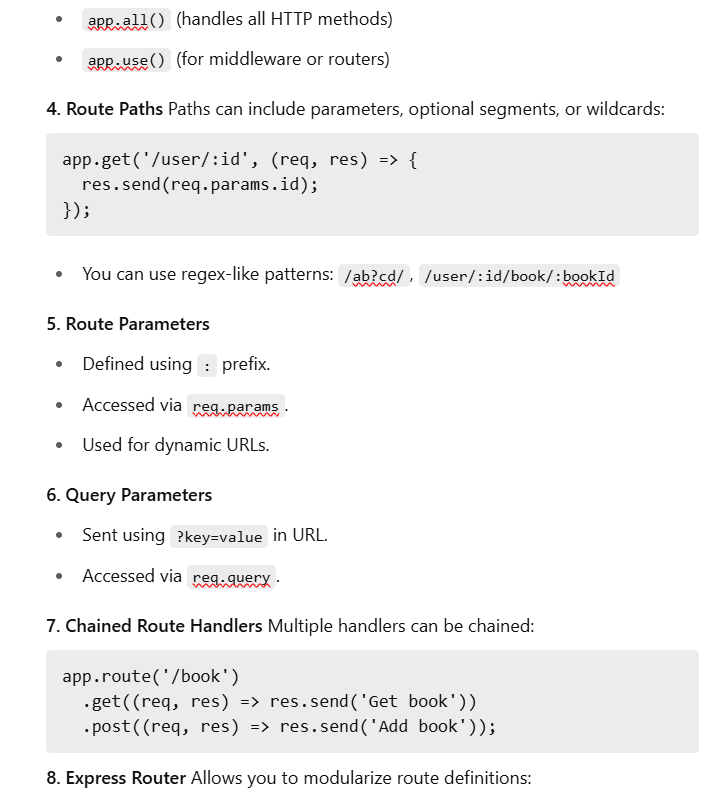 • app.all() (handles all HTTP methods)
• app.use() (for middleware or routers)
4. Route Paths Paths can include parameters, optional segments, or wildcards:
app.get('/user/:id', (req, res) => {
  res.send(req.params.id);
});
• You can use regex-like patterns: /ab?cd/, /user/:id/book/:bookId
5. Route Parameters
• Defined using : prefix.
• Accessed via req.params.
• Used for dynamic URLs.
6. Query Parameters
• Sent using ?key=value in URL.
• Accessed via req.query.
7. Chained Route Handlers Multiple handlers can be chained:
app.route('/book')
  .get((req, res) => res.send('Get book'))
  .post((req, res) => res.send('Add book'));
8. Express Router Allows you to modularize route definitions: